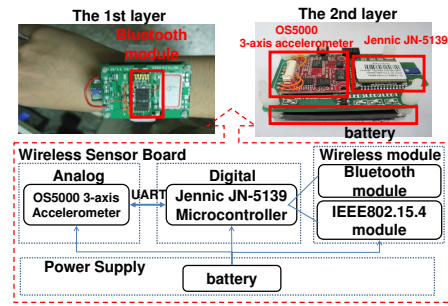 The 1st layer
Bluetooth
module
The 2nd layer
OS5000
3-axis accelerometer
Jennic JN-5139
battery
Wireless Sensor Board
Wireless module
Analog
Digital
OS5000 3-axis
Accelerometer
UART
Jennic JN-5139
Microcontroller
Bluetooth
module
IEEE802.15.4
module
Power Supply
battery